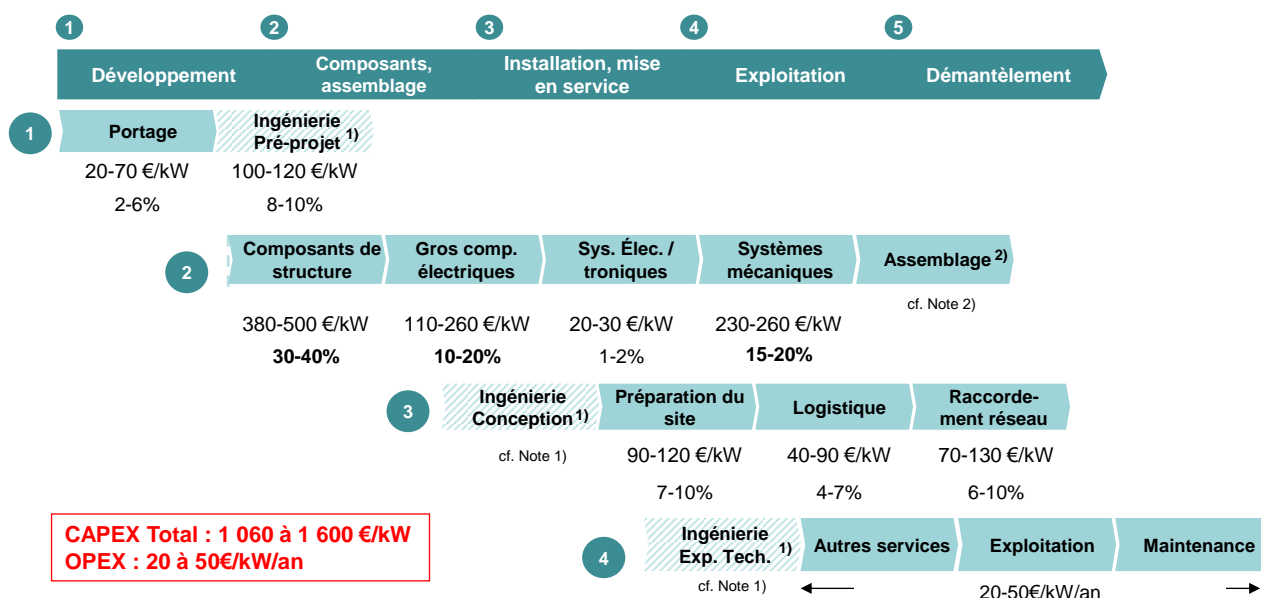 1 2 3 4 5
Développement
Composants,
assemblage
Installation, mise
en service
Exploitation
Démantèlement
1
Portage
Ingénierie
Pré-projet 1)
20-70 €/kW 100-120 €/kW
2-6% 8-10%
2
Composants de
structure
Gros comp.
électriques
Sys. Élec. /
troniques
Systèmes
mécaniques
Assemblage 2)
cf. Note 2)
380-500 €/kW 110-260 €/kW 20-30 €/kW 230-260 €/kW
30-40% 10-20% 1-2% 15-20%
3
Ingénierie
Conception 1)
Préparation du
site
Logistique
Raccorde-
ment réseau
cf. Note 1) 90-120 €/kW 40-90 €/kW 70-130 €/kW
7-10% 4-7% 6-10%
CAPEX Total : 1 060 à 1 600 €/kW
OPEX : 20 à 50€/kW/an
4
Ingénierie
Exp. Tech. 1)
Autres services
Exploitation
Maintenance
cf. Note 1)
20-50€/kW/an